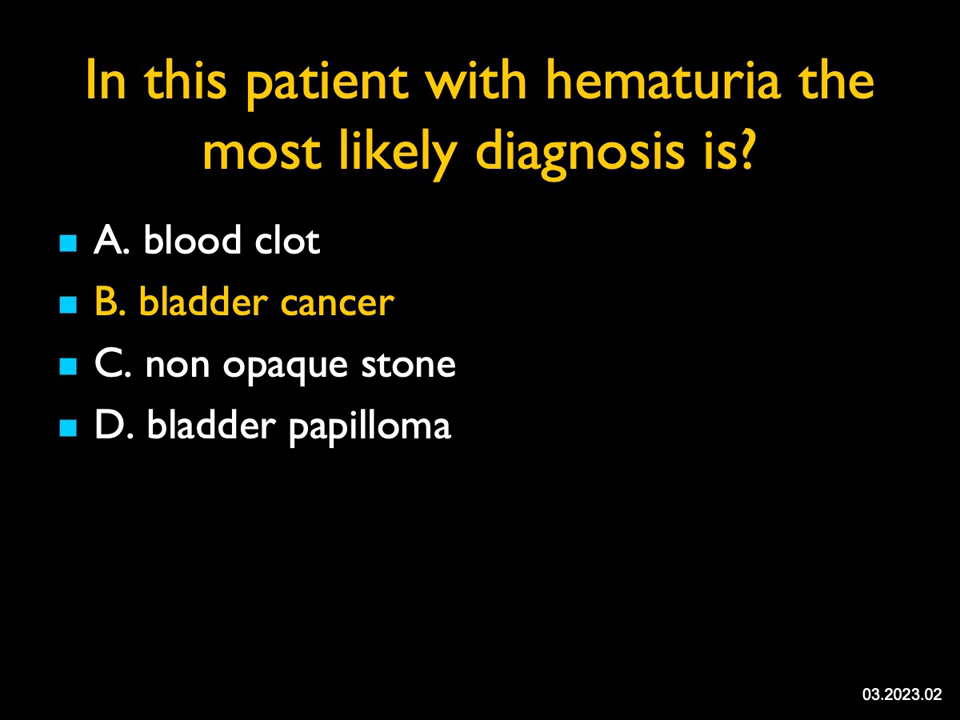 In this patient with hematuria the
most likely diagnosis is?
A. blood clot
B. bladder cancer
C. non opaque stone
D. bladder papilloma
03.2023.02